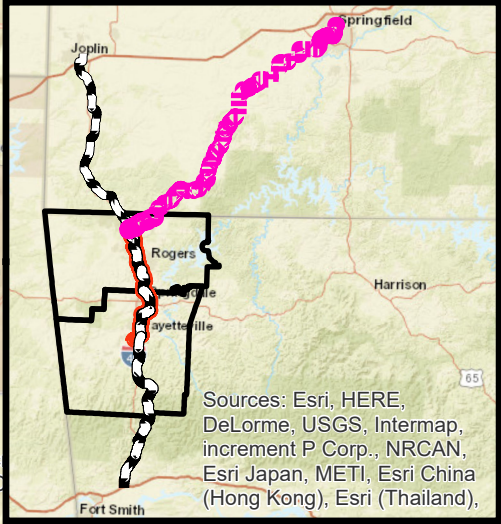 Springfield
Joplin
Rogers
Harrison
ayetteville
65
Sources: Esri, HERE,
DeLorme, USGS, Intermap,
increment P Corp., NRCAN,
Esri Japan, METI, Esri China
(Hong Kong), Esri (Thailand),
Fort Smith